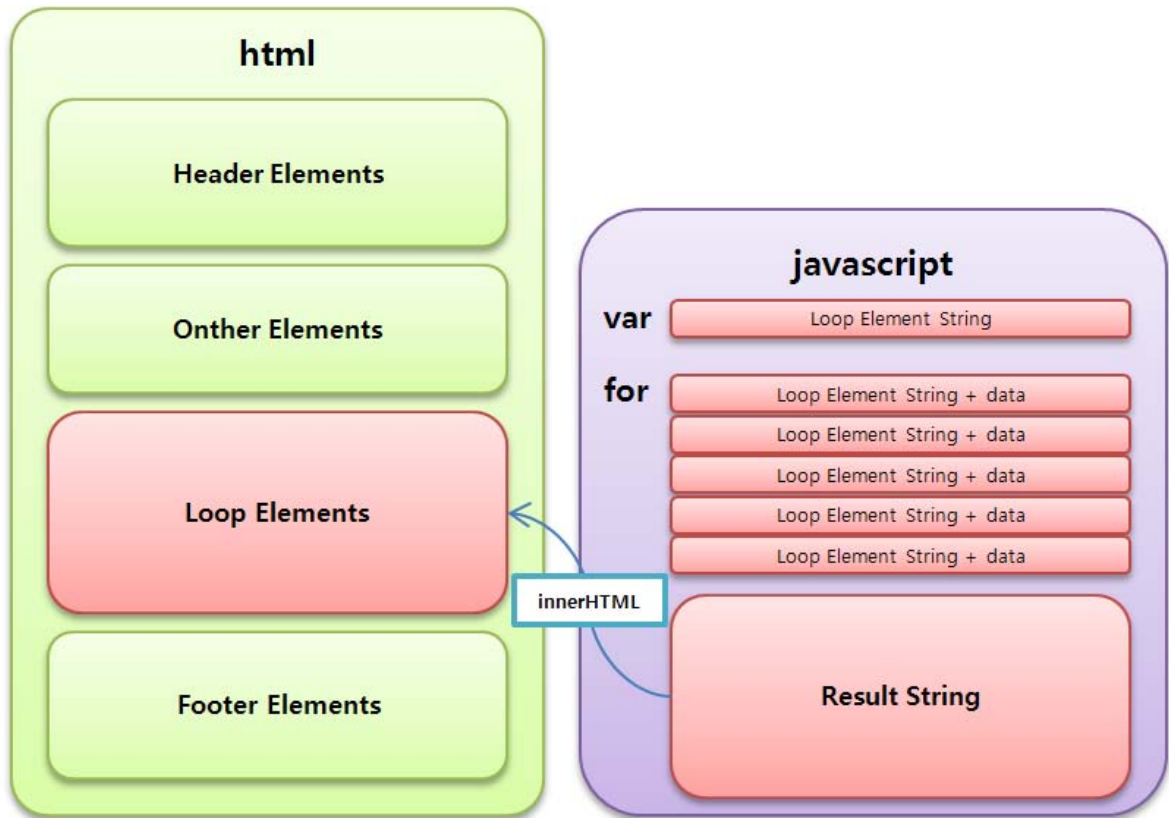 html
Header Elements
Onther Elements
Loop Elements
Footer Elements
innerHTML
javascript
var
Loop Element String
for
Loop Element String + data
Loop Element String + data
Loop Element String + data
Loop Element String + data
Loop Element String + data
Result String